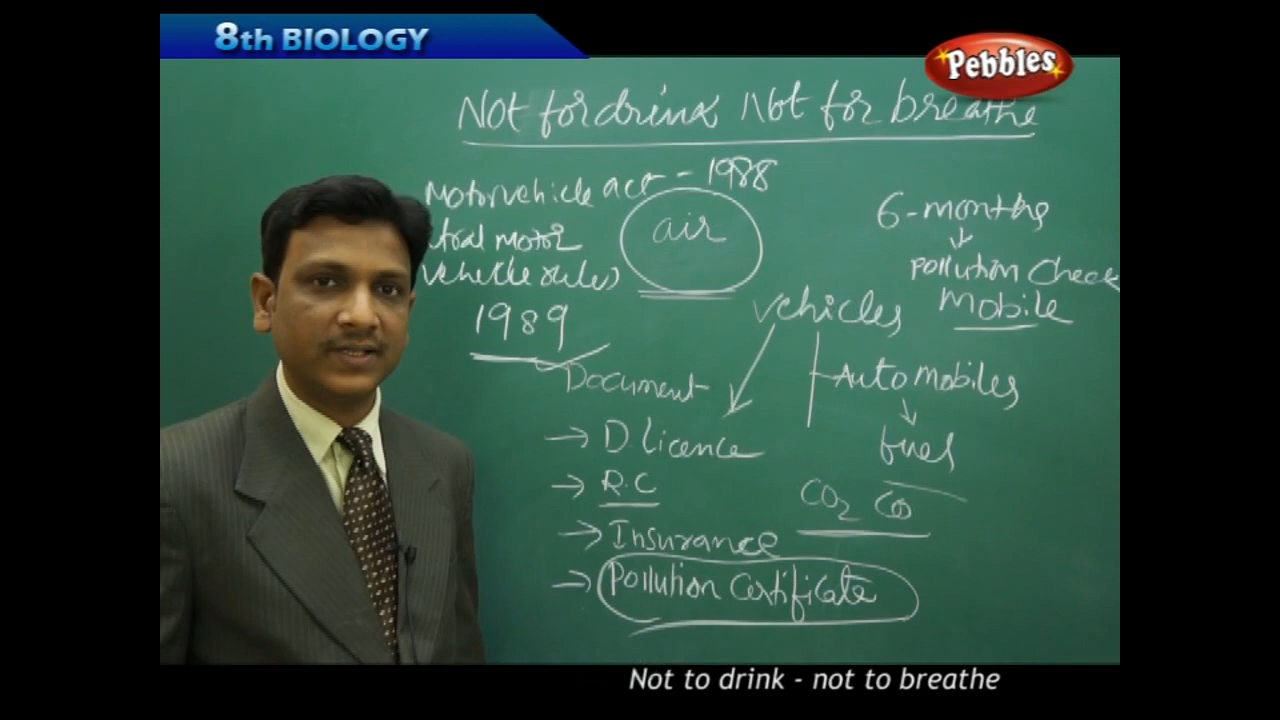 8th BIOLOGY
Pebbles
Not for drink Not for breathe
Motor vehicle act - 1988
tral motor
vehicle rules
1989
air
6-months
pollution Check
Mobile
vehicles
Automobiles
fuel
CO2 Co
Document
→ D licence
→ R.C
→ Insurance
→ Pollution Certificate
Not to drink - not to breathe